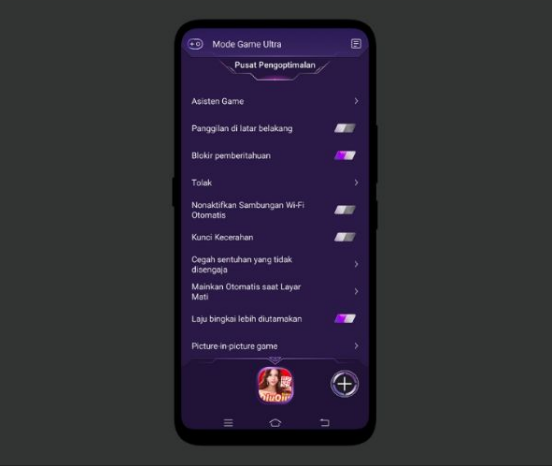 Mode Game Ultra
Pusat Pengoptimalan
Asisten Game
Panggilan di latar belakang
Blokir pemberitahuan
Tolak
Nonaktifkan Sambungan Wi-Fi
Otomatis
Kunci Kecerahan
Cegah sentuhan yang tidak
disengaja
Mainkan Otomatis saat Layar
Mati
Laju bingkai lebih diutamakan
Picture-in-picture game